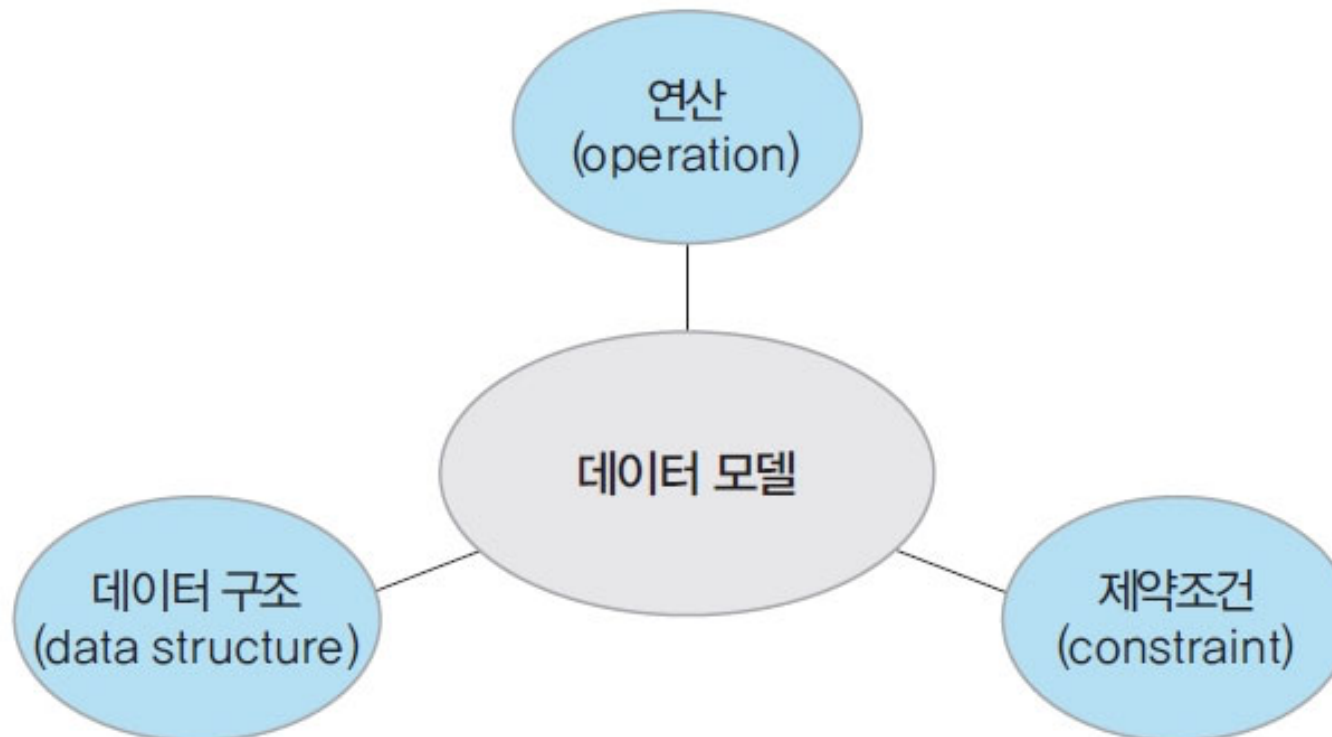 연산
(operation)
데이터 모델
데이터 구조
(data structure)
제약조건
(constraint)